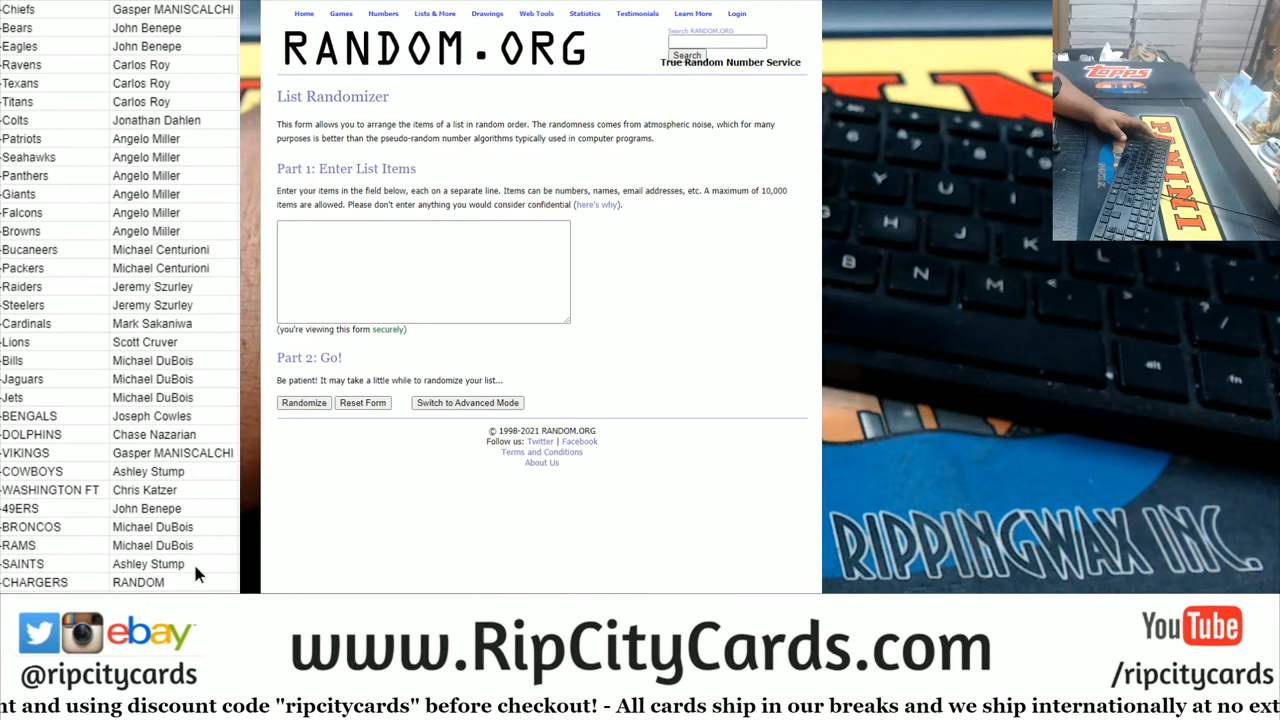 -Chiefs Gasper MANISCALCHI
-Bears John Benepe
-Eagles John Benepe
-Ravens Carlos Roy
-Texans Carlos Roy
-Titans Carlos Roy
-Colts Jonathan Dahlen
-Patriots Angelo Miller
-Seahawks Angelo Miller
-Panthers Angelo Miller
-Giants Angelo Miller
-Falcons Angelo Miller
-Browns Angelo Miller
-Bucaneers Michael Centurioni
-Packers Michael Centurioni
-Raiders Jeremy Szurley
-Steelers Jeremy Szurley
-Cardinals Mark Sakaniwa
-Lions Scott Cruver
-Bills Michael DuBois
-Jaguars Michael DuBois
-Jets Michael DuBois
-BENGALS Joseph Cowles
-DOLPHINS Chase Nazarian
-VIKINGS Gasper MANISCALCHI
-COWBOYS Ashley Stump
-WASHINGTON FT Chris Katzer
-49ERS John Benepe
-BRONCOS Michael DuBois
-RAMS Michael DuBois
-SAINTS Ashley Stump
-CHARGERS RANDOM
Home Games Numbers Lists & More Drawings Web Tools Statistics Testimonials Learn More Login
RANDOM.ORG
Search RANDOM.ORG
Search
True Random Number Service
List Randomizer
This form allows you to arrange the items of a list in random order. The randomness comes from atmospheric noise, which for many
purposes is better than the pseudo-random number algorithms typically used in computer programs.
Part 1: Enter List Items
Enter your items in the field below, each on a separate line. Items can be numbers, names, email addresses, etc. A maximum of 10,000
items are allowed. Please don't enter anything you would consider confidential (here's why).
(you're viewing this form securely)
Part 2: Go!
Be patient! It may take a little while to randomize your list...
Randomize Reset Form Switch to Advanced Mode
© 1998-2021 RANDOM.ORG
Follow us: Twitter | Facebook
Terms and Conditions
About Us
Topps
PANINI
Y U
H J K L
B N M < > ?
alt fn
RIPPINGWAX INC.
ebay
@ripcitycards
www.RipCityCards.com
YouTube
/ripcitycards
nt and using discount code "ripcitycards" before checkout! - All cards ship in our breaks and we ship internationally at no ext